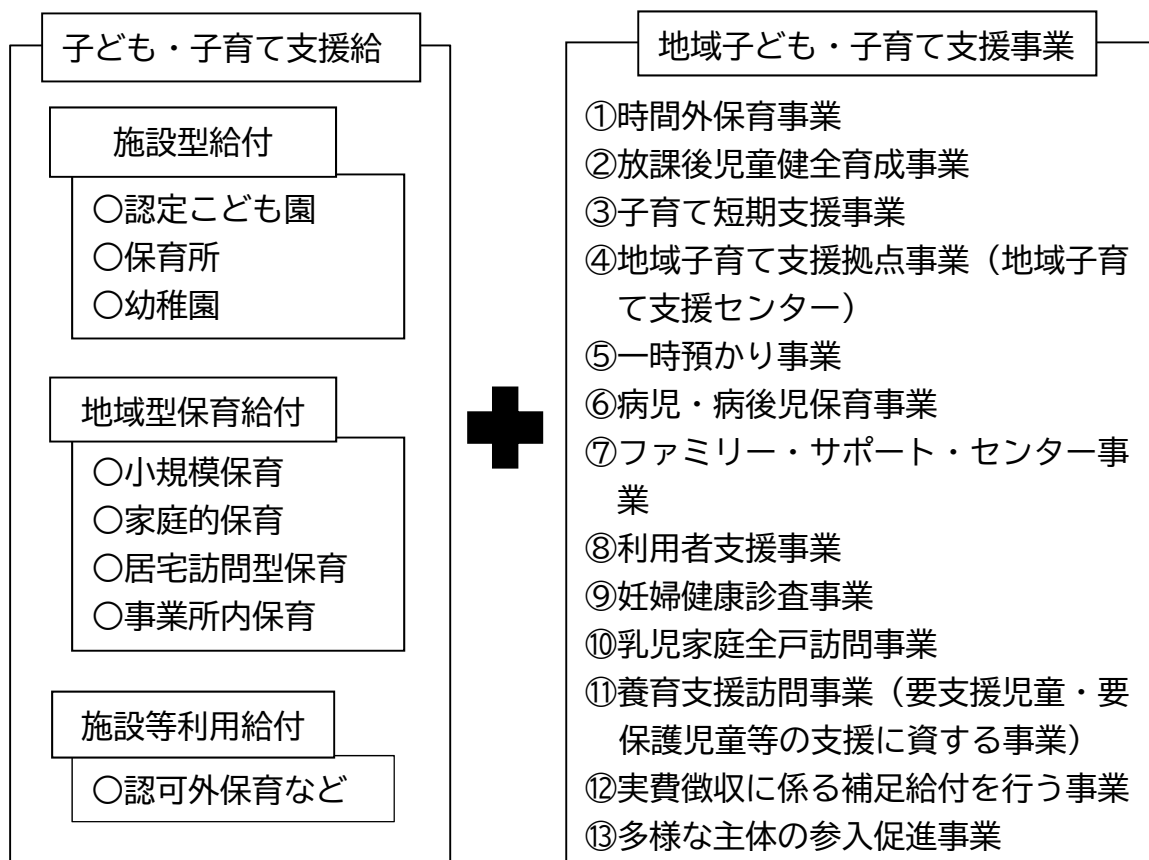 子ども・子育て支援給
施設型給付
○認定こども園
○保育所
○幼稚園
地域型保育給付
○小規模保育
○家庭的保育
○居宅訪問型保育
○事業所内保育
施設等利用給付
○認可外保育など
地域子ども・子育て支援事業
①時間外保育事業
②放課後児童健全育成事業
③子育て短期支援事業
④地域子育て支援拠点事業（地域子育
て支援センター）
⑤一時預かり事業
⑥病児・病後児保育事業
⑦ファミリー・サポート・センター事
業
⑧利用者支援事業
⑨妊婦健康診査事業
⑩乳児家庭全戸訪問事業
⑪養育支援訪問事業（要支援児童・要
保護児童等の支援に資する事業）
⑫実費徴収に係る補足給付を行う事業
⑬多様な主体の参入促進事業